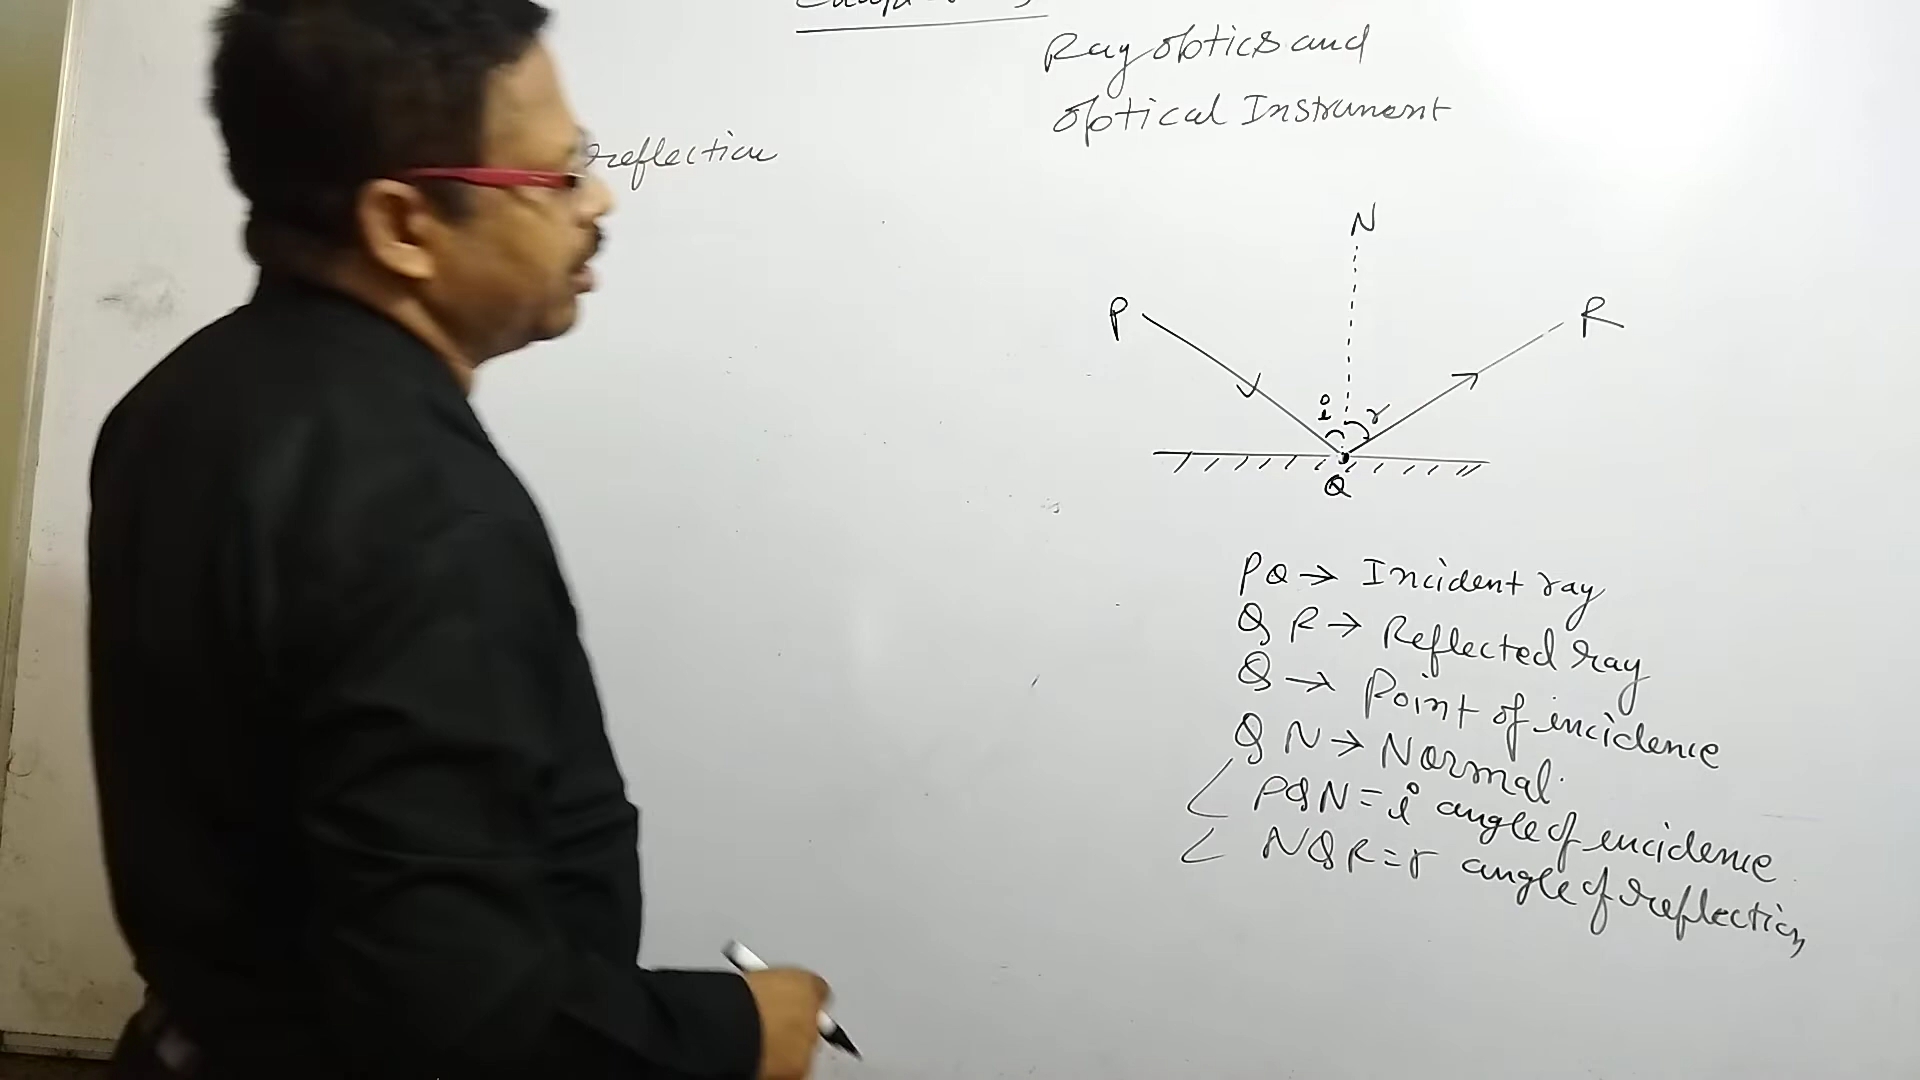 Ray optics and
optical Instrument
reflection
N
P
R
i
r
Q
PQ → Incident ray
QR → Reflected ray
Q → Point of incidence
QN → Normal.
∠ PQN = i angle of incidence
∠ NQR = r angle of reflection